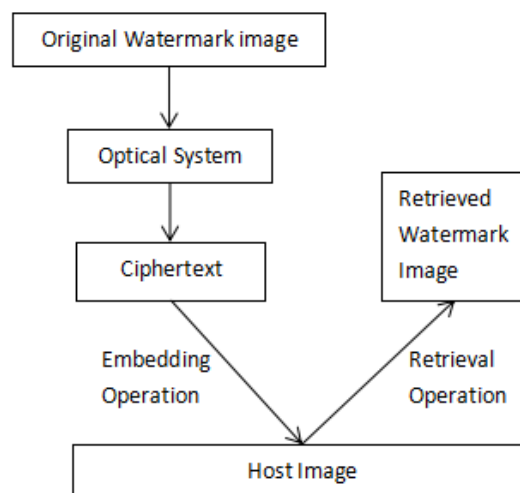 Original Watermark image
Optical System
Ciphertext
Retrieved
Watermark
Image
Embedding
Operation
Retrieval
Operation
Host Image